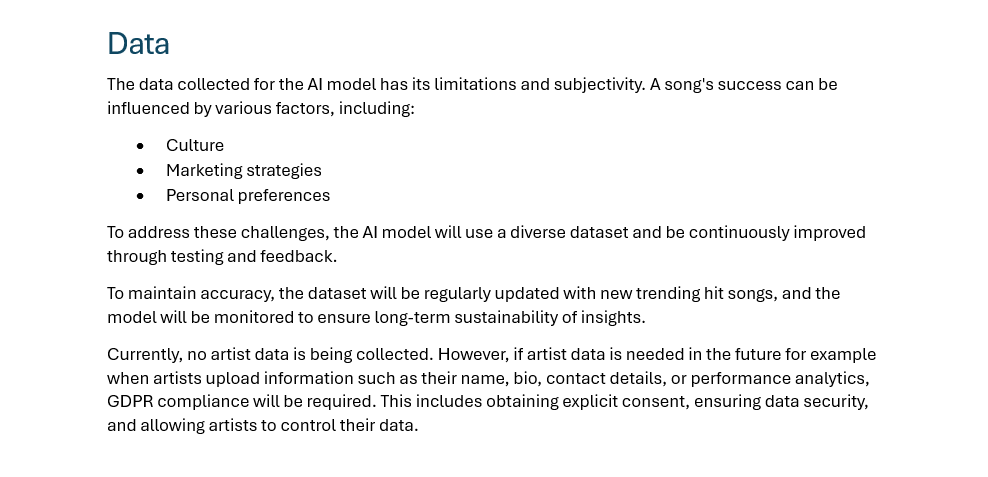 Data
The data collected for the AI model has its limitations and subjectivity. A song's success can be
influenced by various factors, including:
• Culture
• Marketing strategies
• Personal preferences
To address these challenges, the AI model will use a diverse dataset and be continuously improved
through testing and feedback.
To maintain accuracy, the dataset will be regularly updated with new trending hit songs, and the
model will be monitored to ensure long-term sustainability of insights.
Currently, no artist data is being collected. However, if artist data is needed in the future for example
when artists upload information such as their name, bio, contact details, or performance analytics,
GDPR compliance will be required. This includes obtaining explicit consent, ensuring data security,
and allowing artists to control their data.